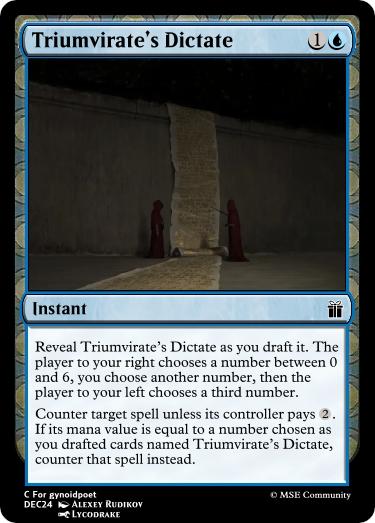 Triumvirate's Dictate 1
Instant
Reveal Triumvirate's Dictate as you draft it. The
player to your right chooses a number between 0
and 6, you choose another number, then the
player to your left chooses a third number.
Counter target spell unless its controller pays 2.
If its mana value is equal to a number chosen as
you drafted cards named Triumvirate's Dictate,
counter that spell instead.
C For gynoidpoet
DEC24 Alexey Rudikov
Lycodrake
© MSE Community